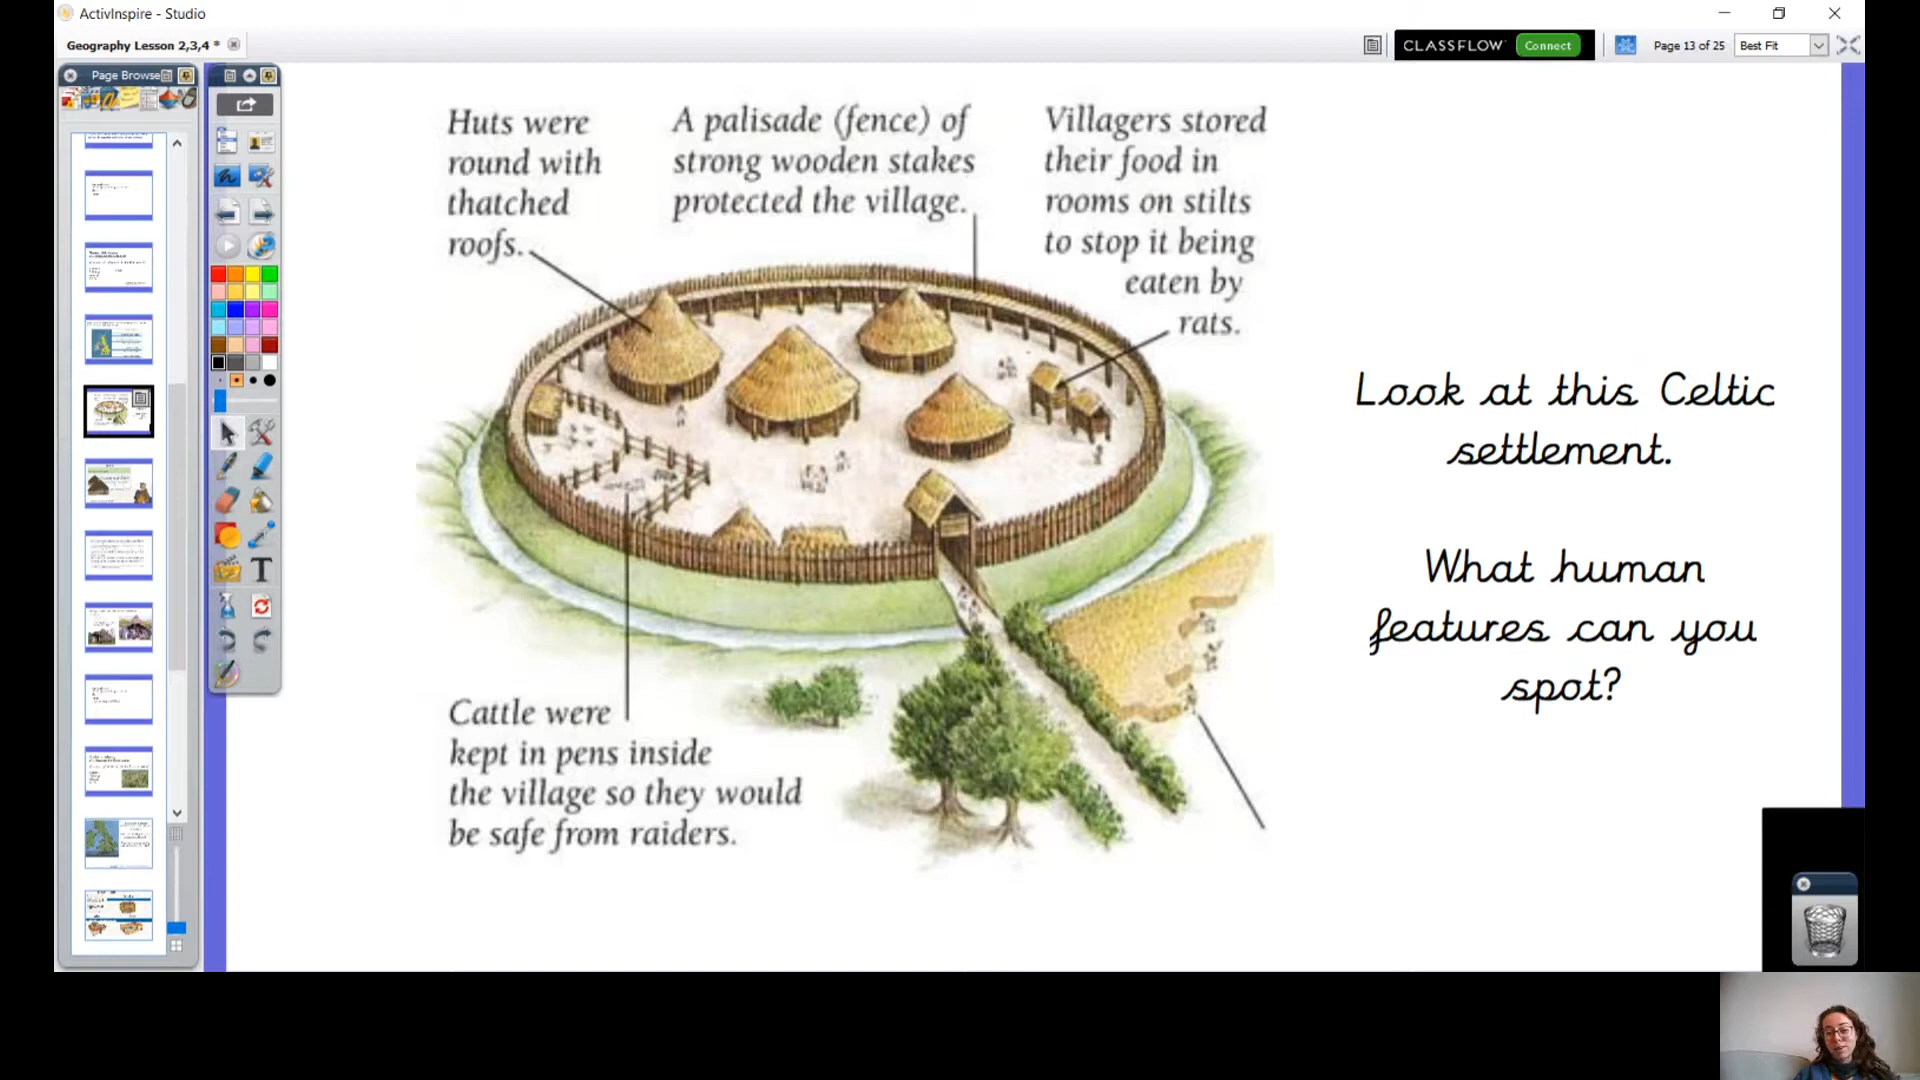 ActivInspire - Studio
Geography Lesson 2,3,4 *
CLASSFLOW
Connect
Page 13 of 25
Best Fit
Page Browse
Huts were
round with
thatched
roofs.
A palisade (fence) of
strong wooden stakes
protected the village.
Villagers stored
their food in
rooms on stilts
to stop it being
eaten by
rats.
Look at this Celtic
settlement.
What human
features can you
spot?
Cattle were
kept in pens inside
the village so they would
be safe from raiders.